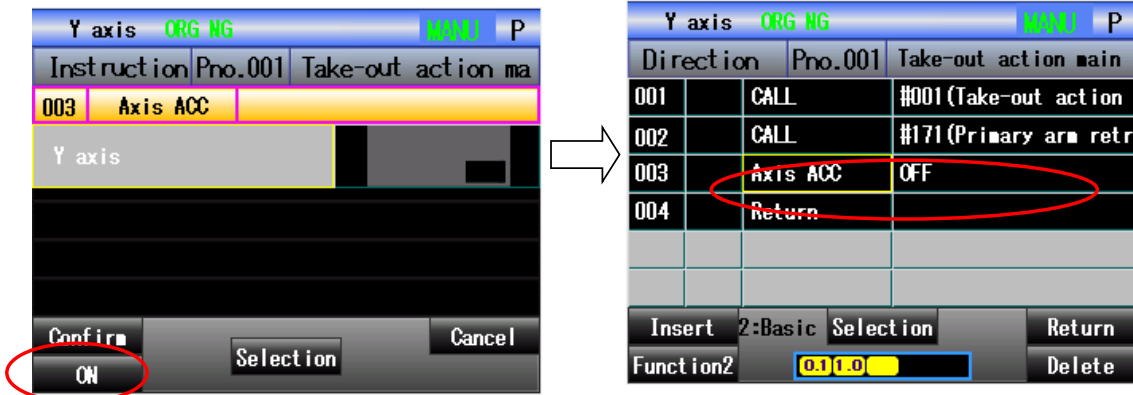 Y axis ORG NG MANU P
Instruction Pno.001 Take-out action ma
003 Axis ACC
Y axis
Confirm
Selection
Cancel
ON
Y axis ORG NG MANU P
Direction Pno.001 Take-out action main
001 CALL #001(Take-out action
002 CALL #171(Primary arm retr
003 Axis ACC OFF
004 Return
Insert 2:Basic Selection Return
Function2 0.1 1.0 Delete